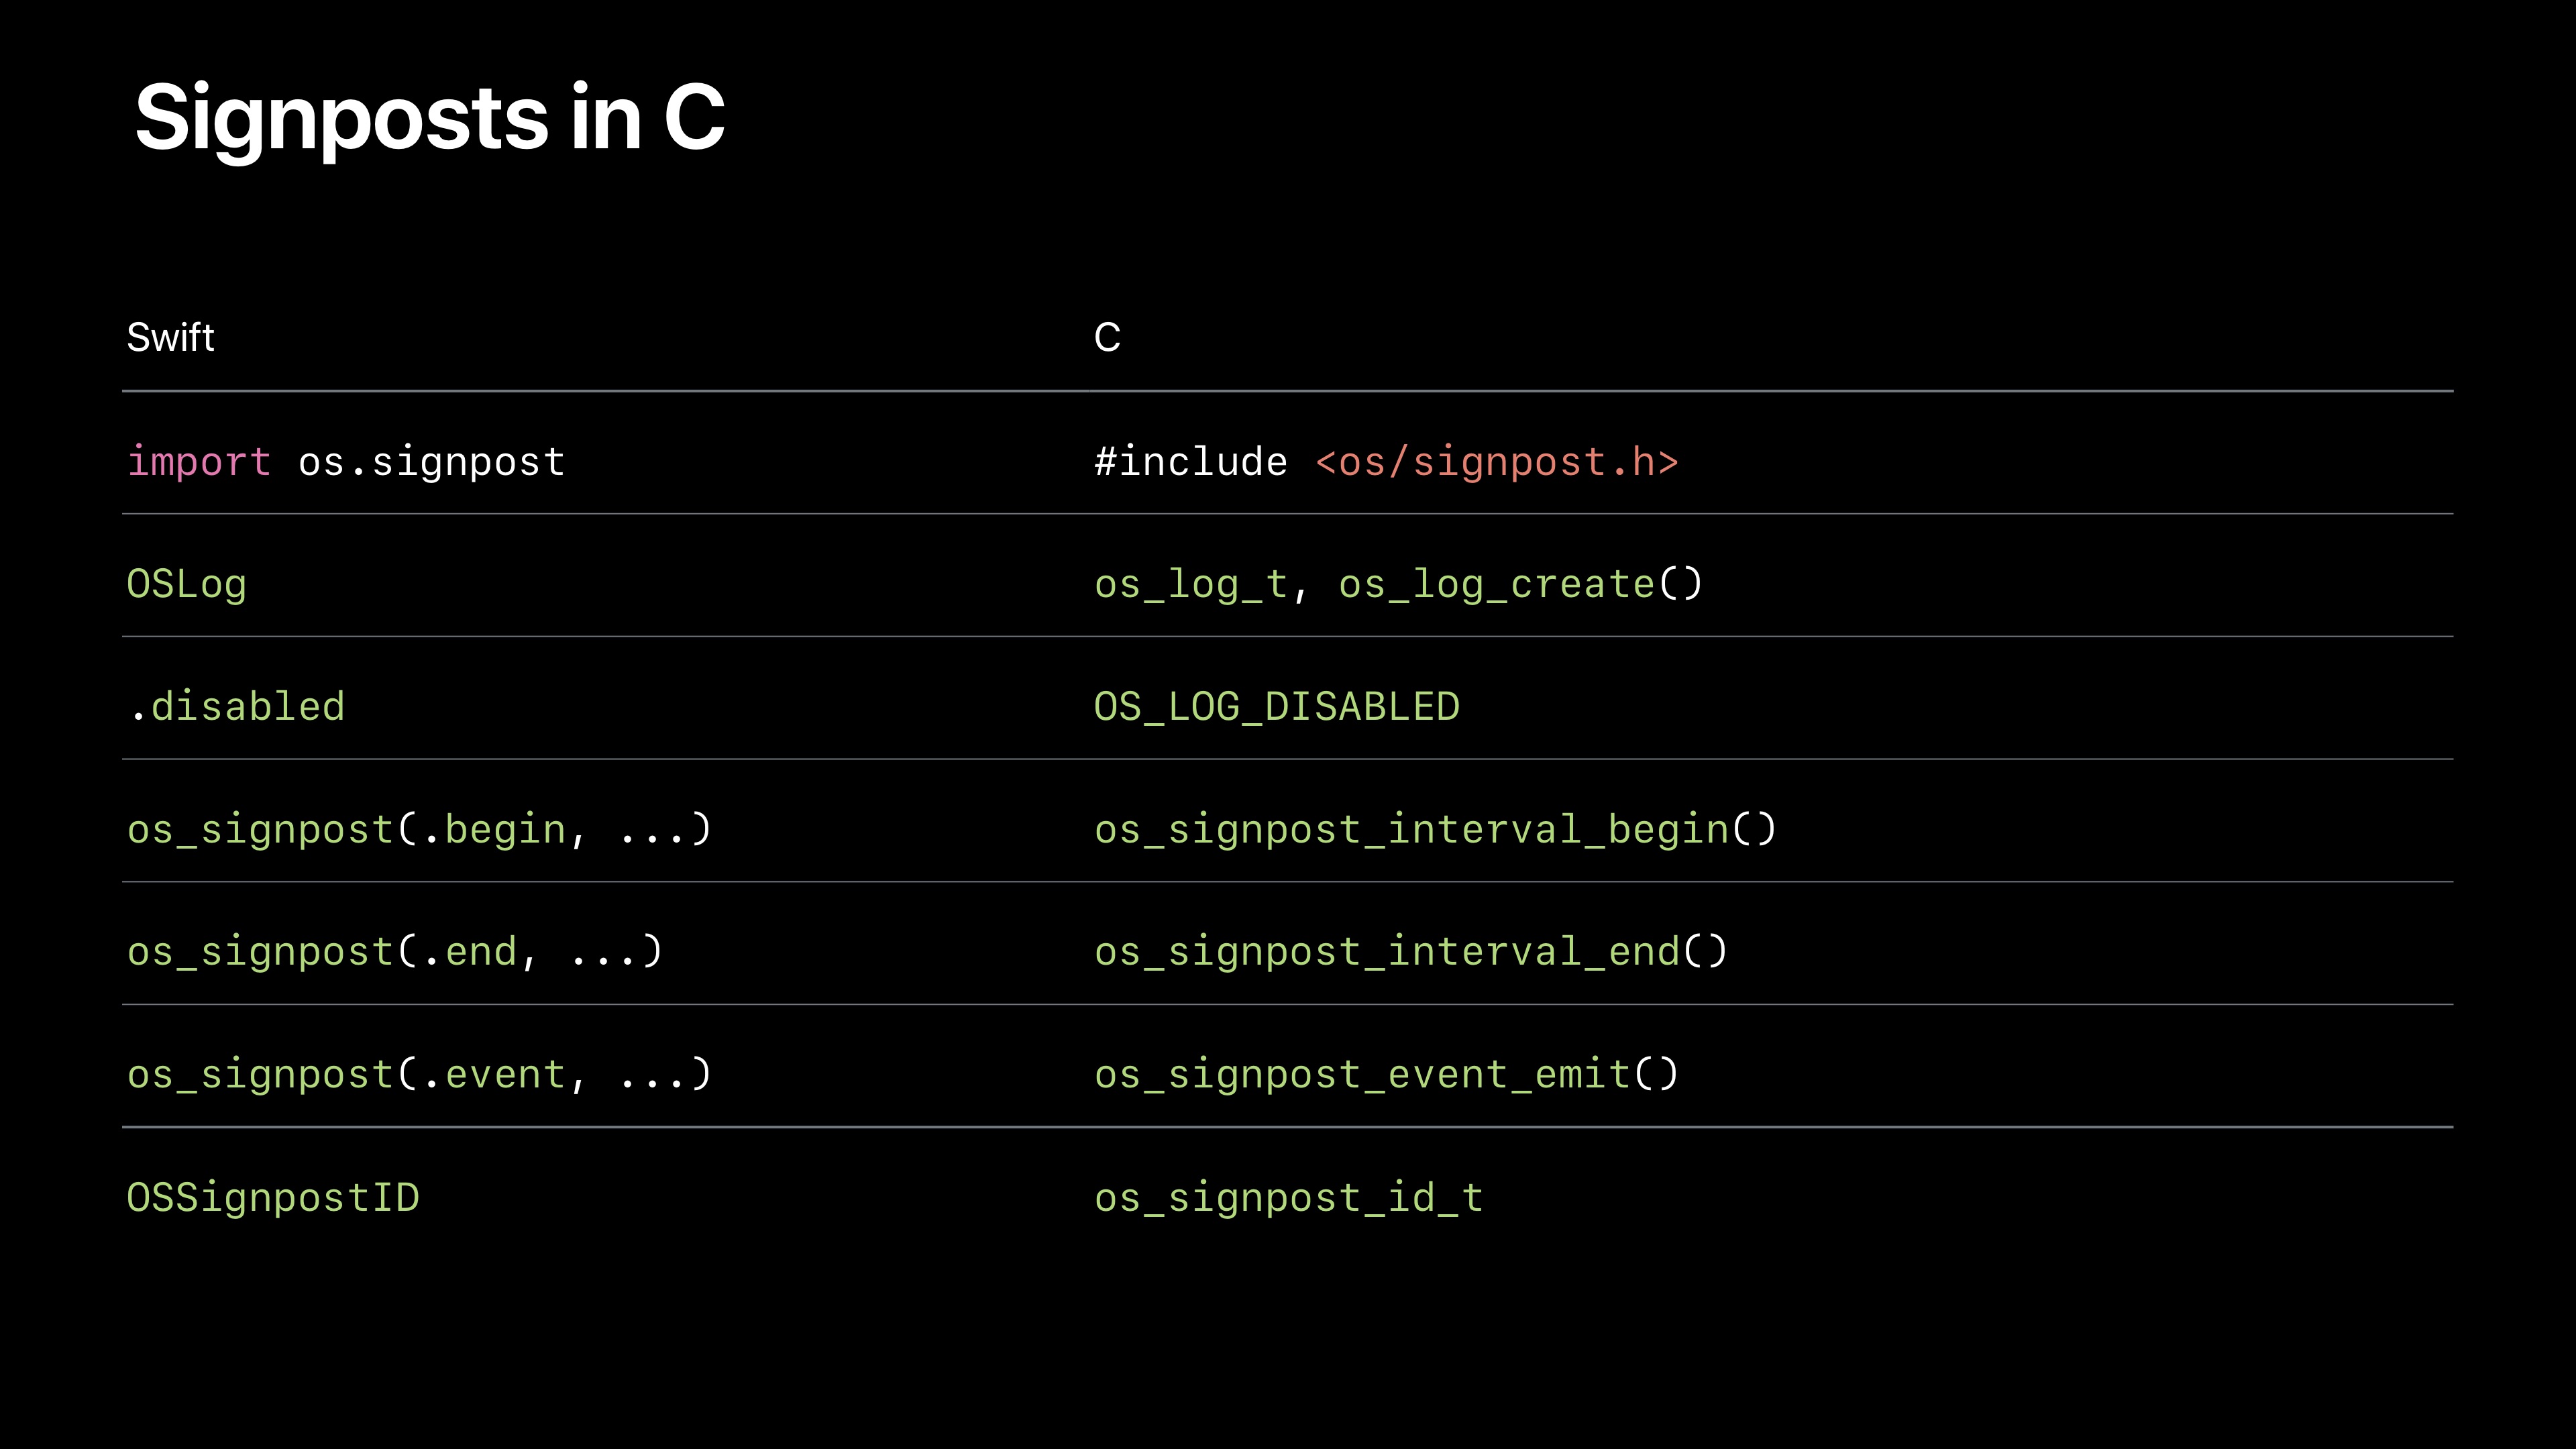 Signposts in C
Swift C
import os.signpost #include <os/signpost.h>
OSLog os_log_t, os_log_create()
.disabled OS_LOG_DISABLED
os_signpost(.begin, ...) os_signpost_interval_begin()
os_signpost(.end, ...) os_signpost_interval_end()
os_signpost(.event, ...) os_signpost_event_emit()
OSSignpostID os_signpost_id_t